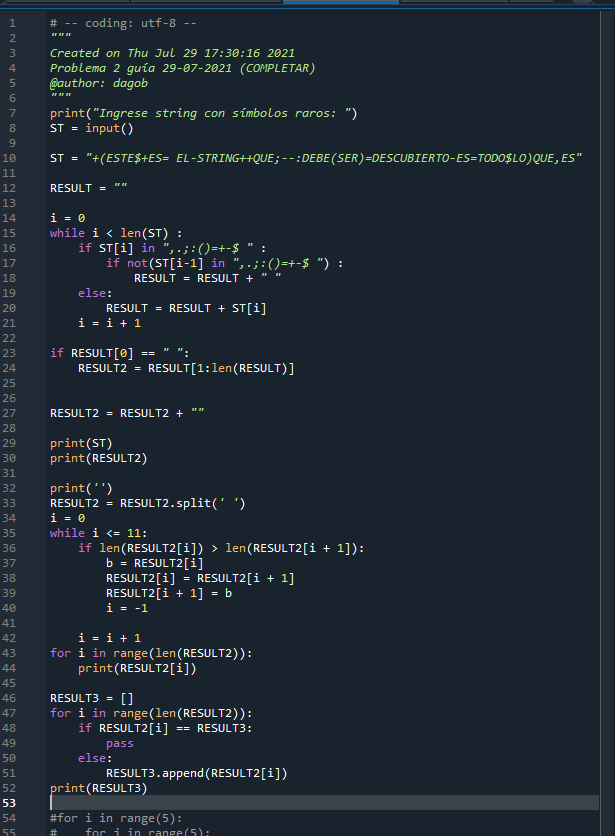 1 # -- coding: utf-8 --
2 """
3 Created on Thu Jul 29 17:30:16 2021
4 Problema 2 guía 29-07-2021 (COMPLETAR)
5 @author: dagob
6 """
7 print("Ingrese string con símbolos raros: ")
8 ST = input()
9
10 ST = "+(ESTE$+ES= EL-STRING++QUE;--:DEBE(SER)=DESCUBIERTO-ES=TODO$LO)QUE,ES"
11
12 RESULT = ""
13
14 i = 0
15 while i < len(ST) :
16     if ST[i] in ",.;:()=+-$ " :
17         if not(ST[i-1] in ",.;:()=+-$ ") :
18             RESULT = RESULT + " "
19     else:
20         RESULT = RESULT + ST[i]
21     i = i + 1
22
23 if RESULT[0] == " ":
24     RESULT2 = RESULT[1:len(RESULT)]
25
26
27 RESULT2 = RESULT2 + ""
28
29 print(ST)
30 print(RESULT2)
31
32 print('')
33 RESULT2 = RESULT2.split(' ')
34 i = 0
35 while i <= 11:
36     if len(RESULT2[i]) > len(RESULT2[i + 1]):
37         b = RESULT2[i]
38         RESULT2[i] = RESULT2[i + 1]
39         RESULT2[i + 1] = b
40         i = -1
41
42     i = i + 1
43 for i in range(len(RESULT2)):
44     print(RESULT2[i])
45
46 RESULT3 = []
47 for i in range(len(RESULT2)):
48     if RESULT2[i] == RESULT3:
49         pass
50     else:
51         RESULT3.append(RESULT2[i])
52 print(RESULT3)
53
54 #for i in range(5):
55 #    for i in range(5):